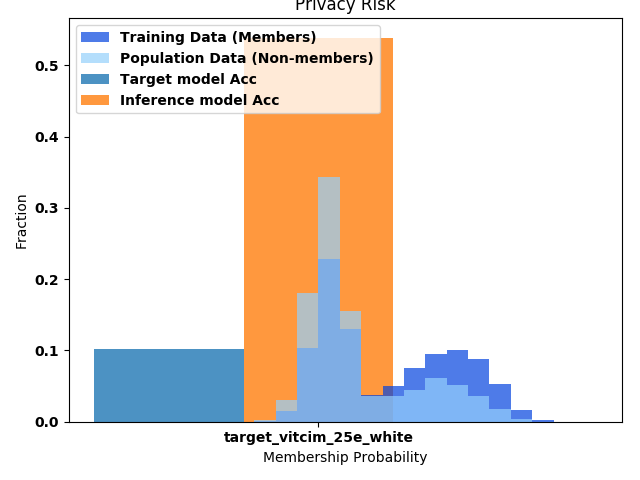 Privacy Risk
Training Data (Members)
Population Data (Non-members)
Target model Acc
Inference model Acc
Fraction
0.5
0.4
0.3
0.2
0.1
0.0
target_vitcim_25e_white
Membership Probability